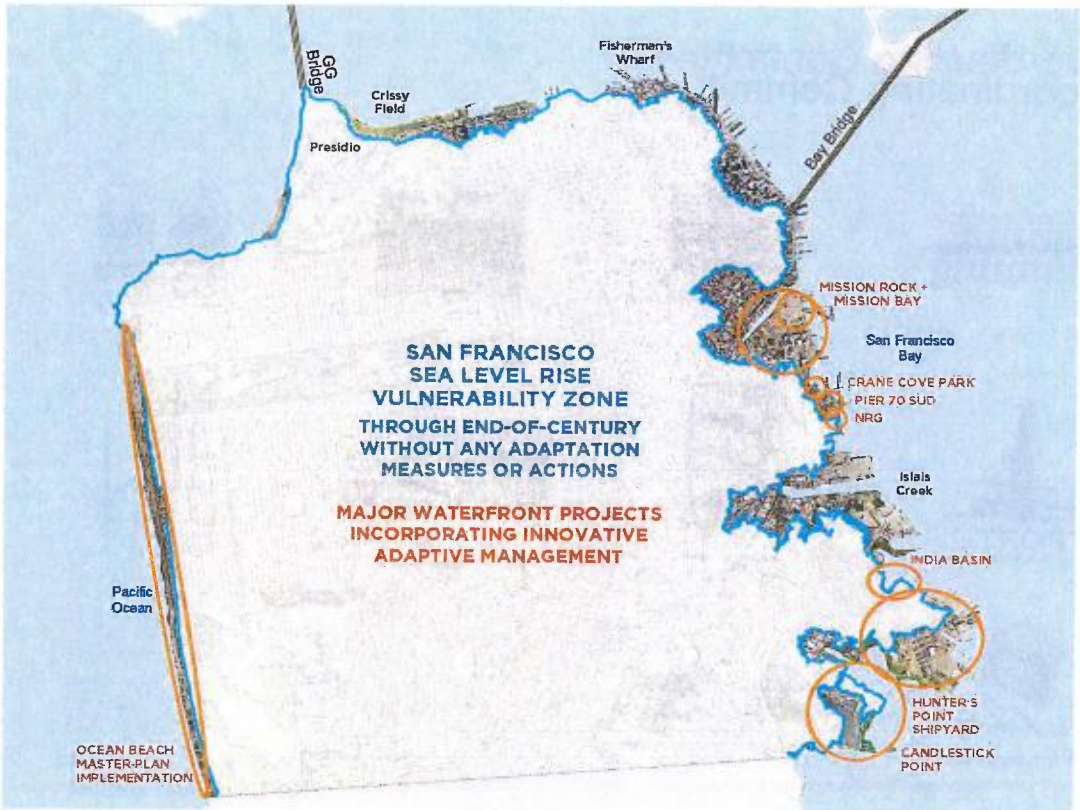 GG
Bridge
Crissy
Field
Presidio
Fisherman's
Wharf
Bay Bridge
MISSION ROCK +
MISSION BAY
San Francisco
Bay
CRANE COVE PARK
PIER 70 SUD
NRG
Islais
Creek
INDIA BASIN
HUNTER'S
POINT
SHIPYARD
CANDLESTICK
POINT
SAN FRANCISCO
SEA LEVEL RISE
VULNERABILITY ZONE
THROUGH END-OF-CENTURY
WITHOUT ANY ADAPTATION
MEASURES OR ACTIONS
MAJOR WATERFRONT PROJECTS
INCORPORATING INNOVATIVE
ADAPTIVE MANAGEMENT
Pacific
Ocean
OCEAN BEACH
MASTER-PLAN
IMPLEMENTATION